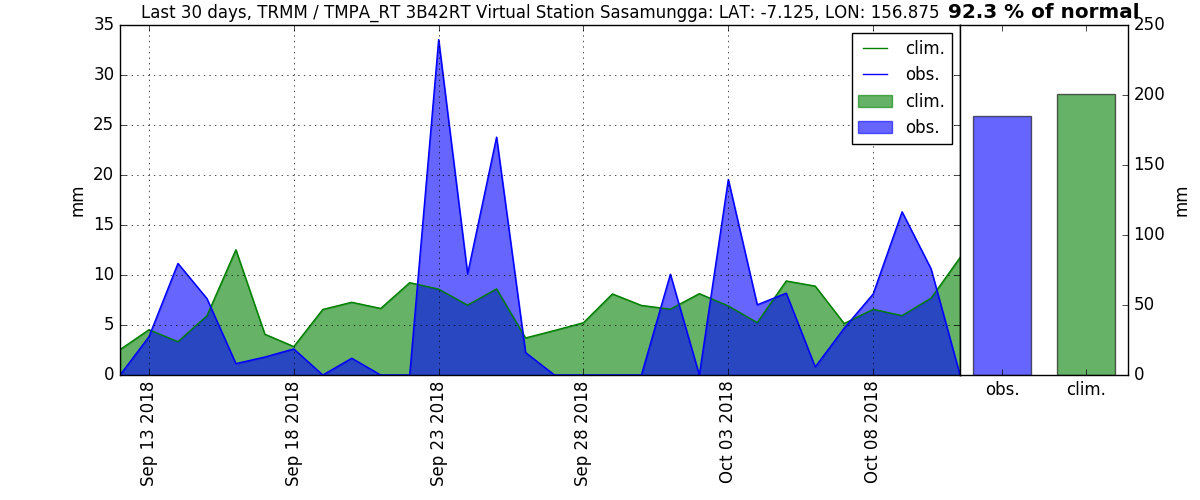 Last 30 days, TRMM / TMPA_RT 3B42RT Virtual Station Sasamungga: LAT: -7.125, LON: 156.875 92.3 % of normal
35
30
25
20
15
10
5
0
mm
clim.
obs.
clim.
obs.
Sep 13 2018
Sep 18 2018
Sep 23 2018
Sep 28 2018
Oct 03 2018
Oct 08 2018
250
200
150
100
50
0
mm
obs.
clim.